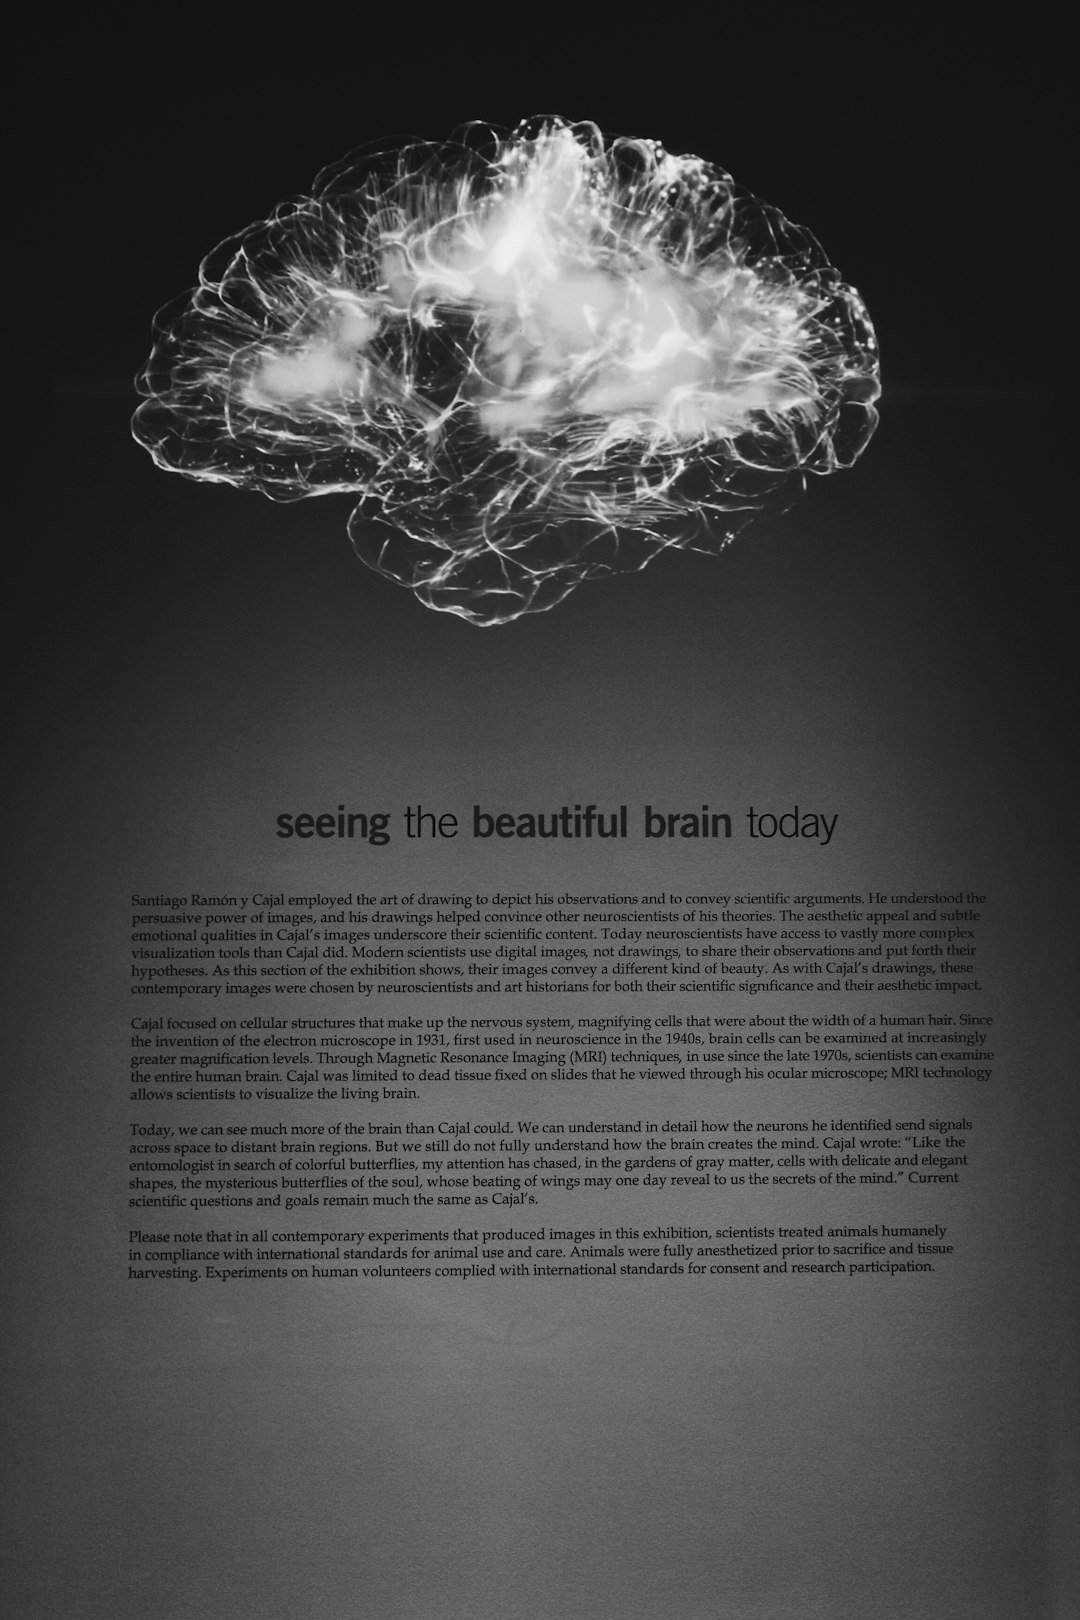 seeing the beautiful brain today
Santiago Ramón y Cajal employed the art of drawing to depict his observations and to convey scientific arguments. He understood the
persuasive power of images, and his drawings helped convince other neuroscientists of his theories. The aesthetic appeal and subtle
emotional qualities in Cajal's images underscore their scientific content. Today neuroscientists have access to vastly more complex
visualization tools than Cajal did. Modern scientists use digital images, not drawings, to share their observations and put forth their
hypotheses. As this section of the exhibition shows, their images convey a different kind of beauty. As with Cajal's drawings, these
contemporary images were chosen by neuroscientists and art historians for both their scientific significance and their aesthetic impact.
Cajal focused on cellular structures that make up the nervous system, magnifying cells that were about the width of a human hair. Since
the invention of the electron microscope in 1931, first used in neuroscience in the 1940s, brain cells can be examined at increasingly
greater magnification levels. Through Magnetic Resonance Imaging (MRI) techniques, in use since the late 1970s, scientists can examine
the entire human brain. Cajal was limited to dead tissue fixed on slides that he viewed through his ocular microscope; MRI technology
allows scientists to visualize the living brain.
Today, we can see much more of the brain than Cajal could. We can understand in detail how the neurons he identified send signals
across space to distant brain regions. But we still do not fully understand how the brain creates the mind. Cajal wrote: “Like the
entomologist in search of colorful butterflies, my attention has chased, in the gardens of gray matter, cells with delicate and elegant
shapes, the mysterious butterflies of the soul, whose beating of wings may one day reveal to us the secrets of the mind.” Current
scientific questions and goals remain much the same as Cajal's.
Please note that in all contemporary experiments that produced images in this exhibition, scientists treated animals humanely
in compliance with international standards for animal use and care. Animals were fully anesthetized prior to sacrifice and tissue
harvesting. Experiments on human volunteers complied with international standards for consent and research participation.